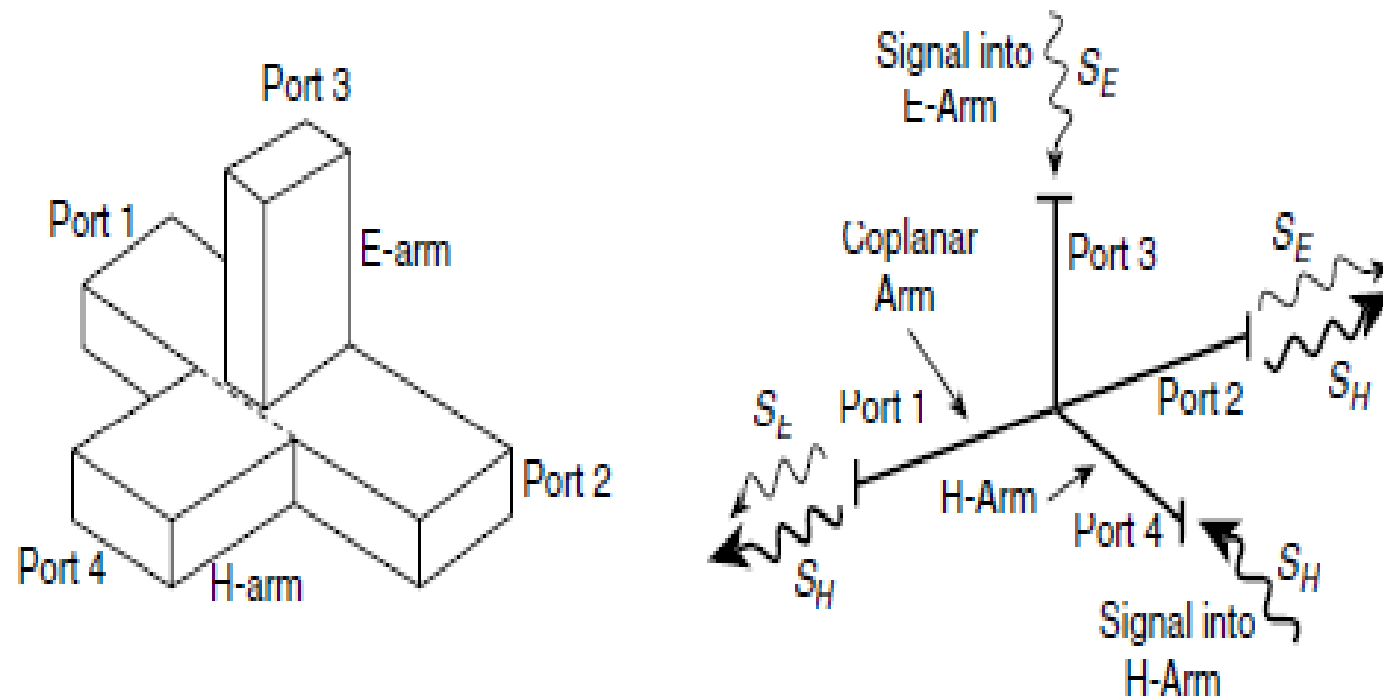 Port 3
Port 1
E-arm
Port 2
Port 4
H-arm
Signal into
E-Arm
S_E
Coplanar
Arm
Port 3
S_E
S_H
Port 2
Port 1
S_E
S_H
H-Arm
Port 4
S_H
Signal into
H-Arm